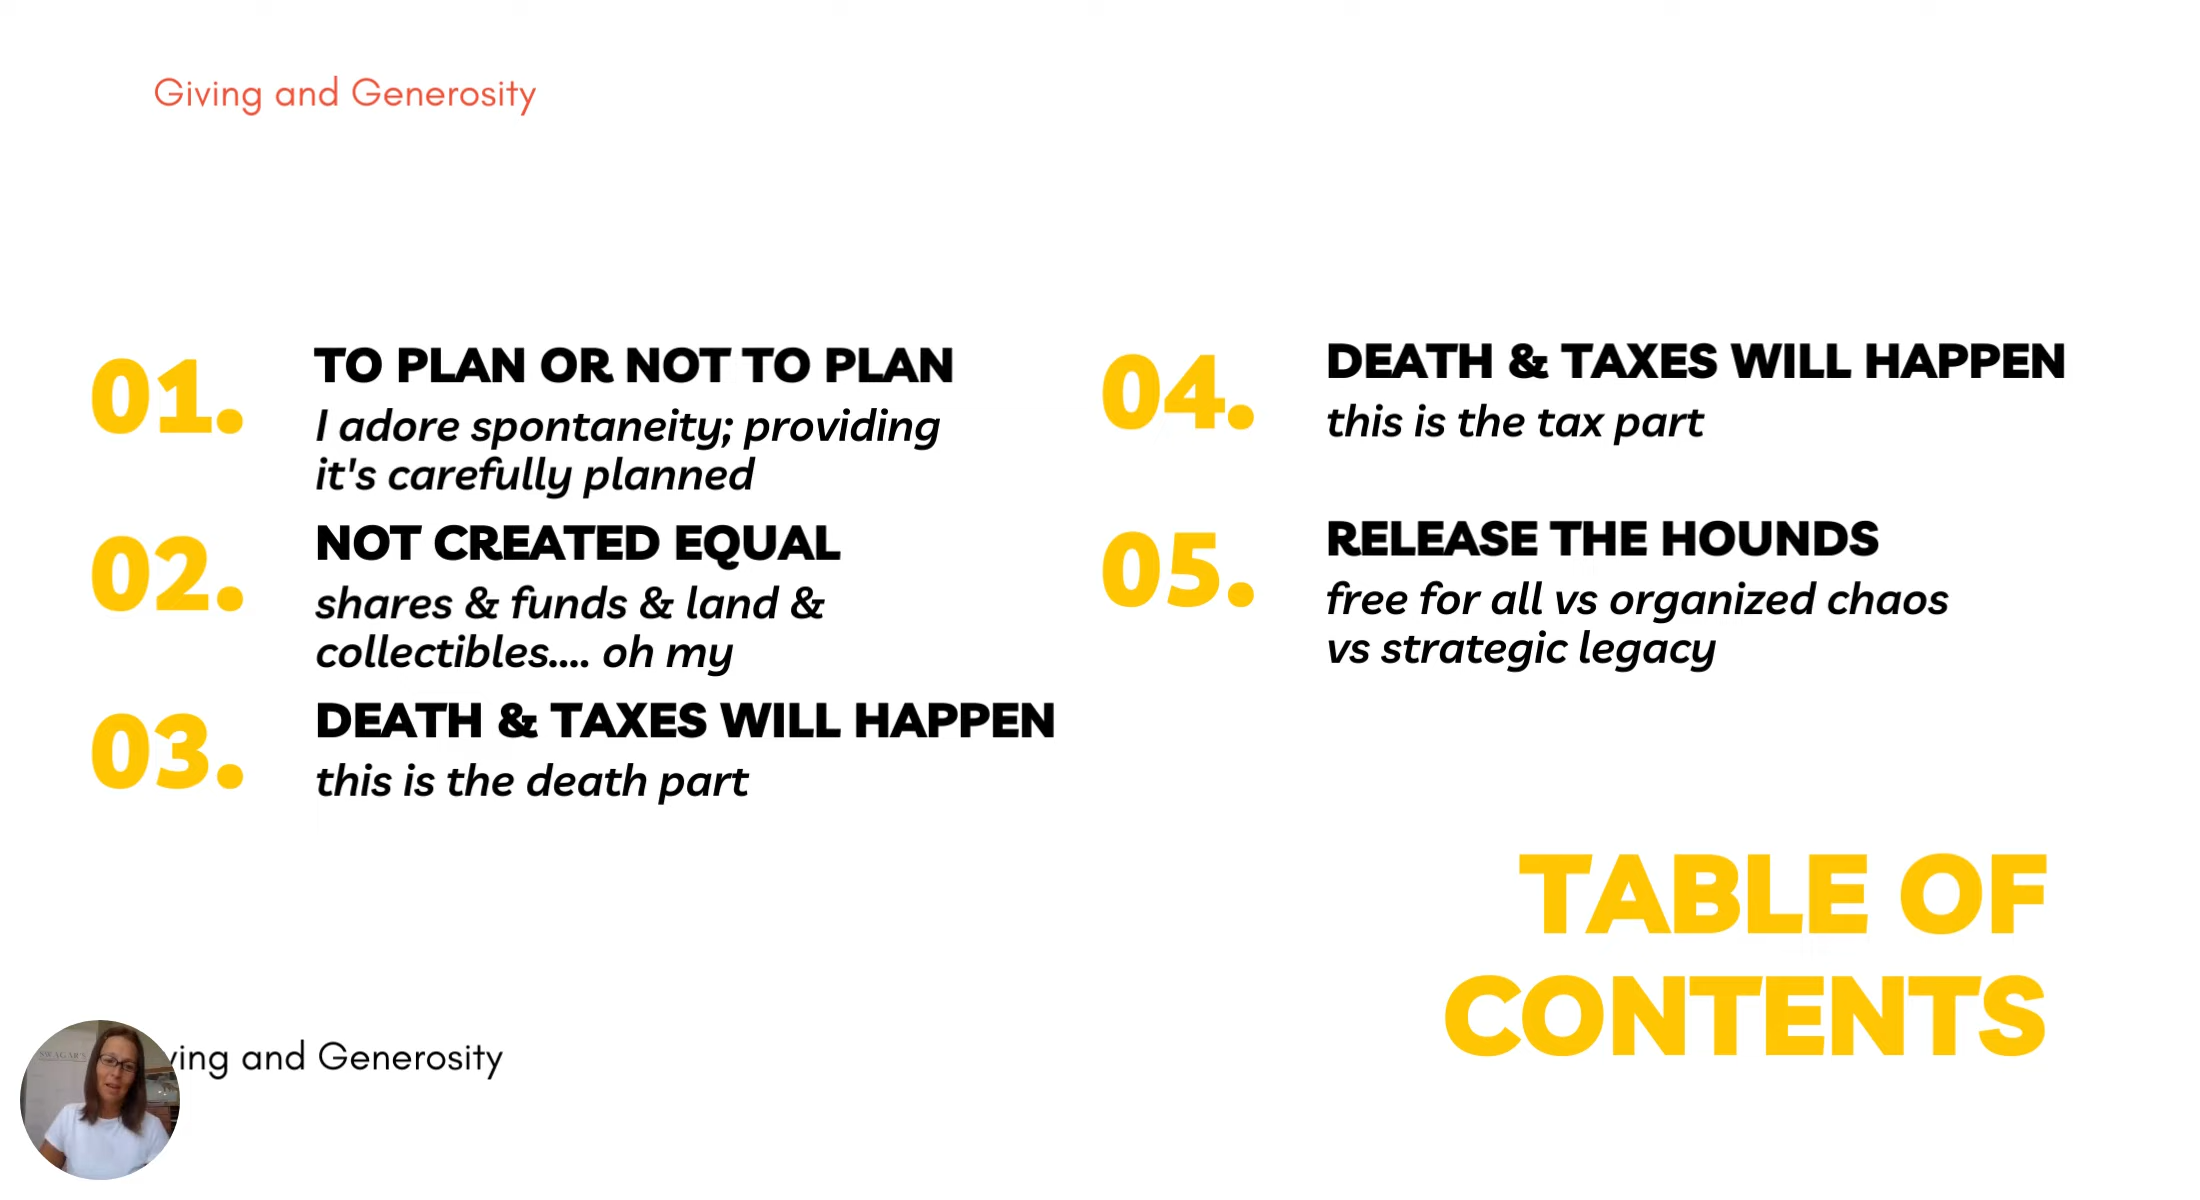 Giving and Generosity
01.
TO PLAN OR NOT TO PLAN
I adore spontaneity; providing
it's carefully planned
02.
NOT CREATED EQUAL
shares & funds & land &
collectibles.... oh my
03.
DEATH & TAXES WILL HAPPEN
this is the death part
04.
DEATH & TAXES WILL HAPPEN
this is the tax part
05.
RELEASE THE HOUNDS
free for all vs organized chaos
vs strategic legacy
TABLE OF
CONTENTS
ving and Generosity